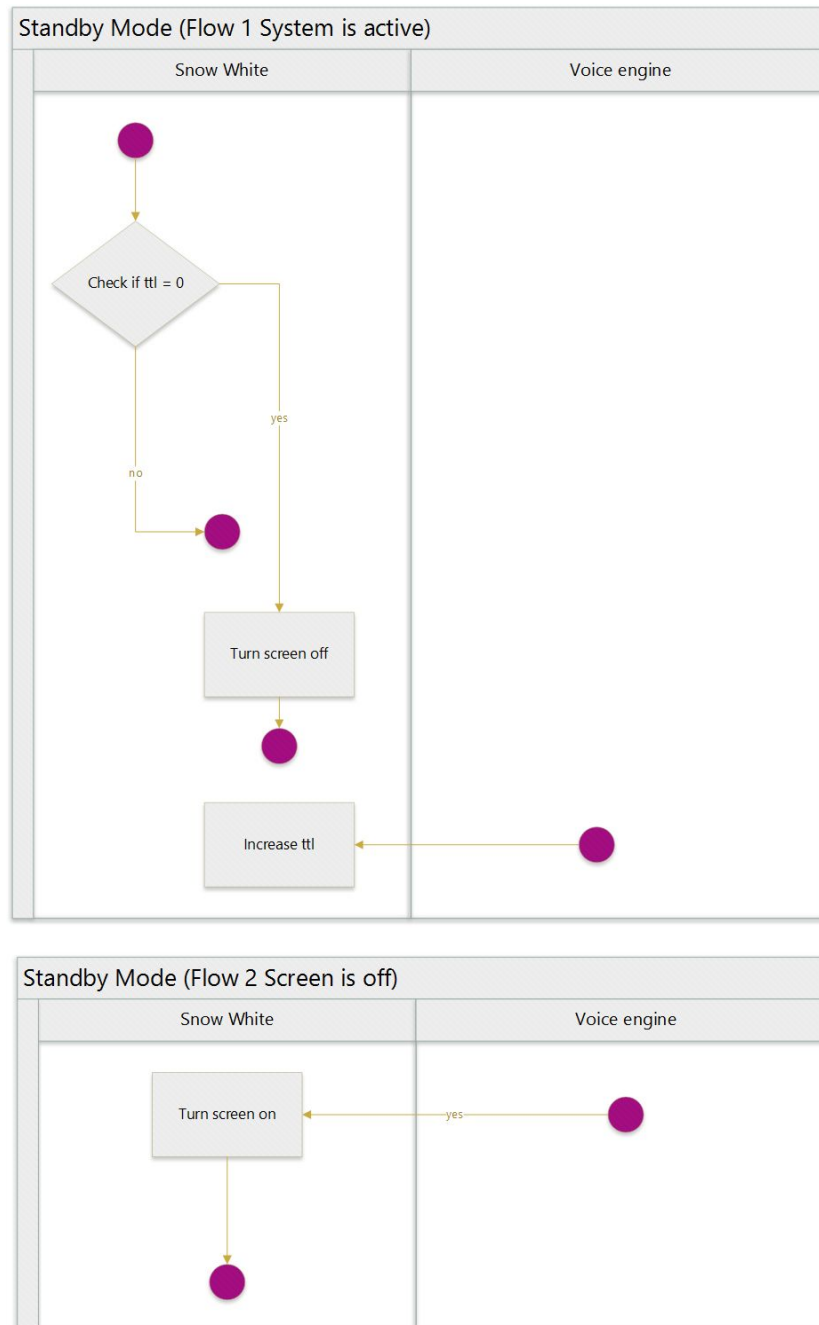 Standby Mode (Flow 1 System is active)
Snow White
Voice engine
Check if ttl = 0
yes
no
Turn screen off
Increase ttl
Standby Mode (Flow 2 Screen is off)
Snow White
Voice engine
Turn screen on
yes